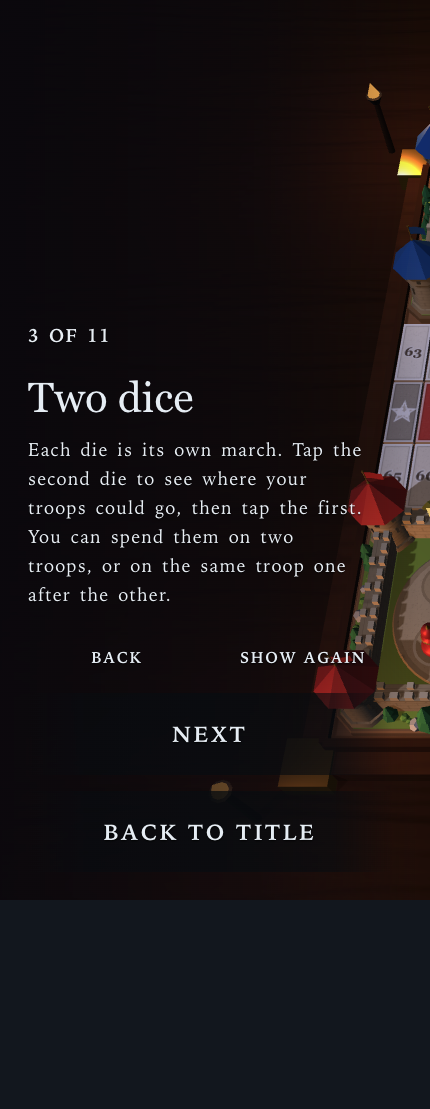 3 OF 11
63
Two dice
Each die is its own march. Tap the
second die to see where your
troops could go, then tap the first.
You can spend them on two
troops, or on the same troop one
after the other.
BACK
SHOW AGAIN
NEXT
BACK TO TITLE